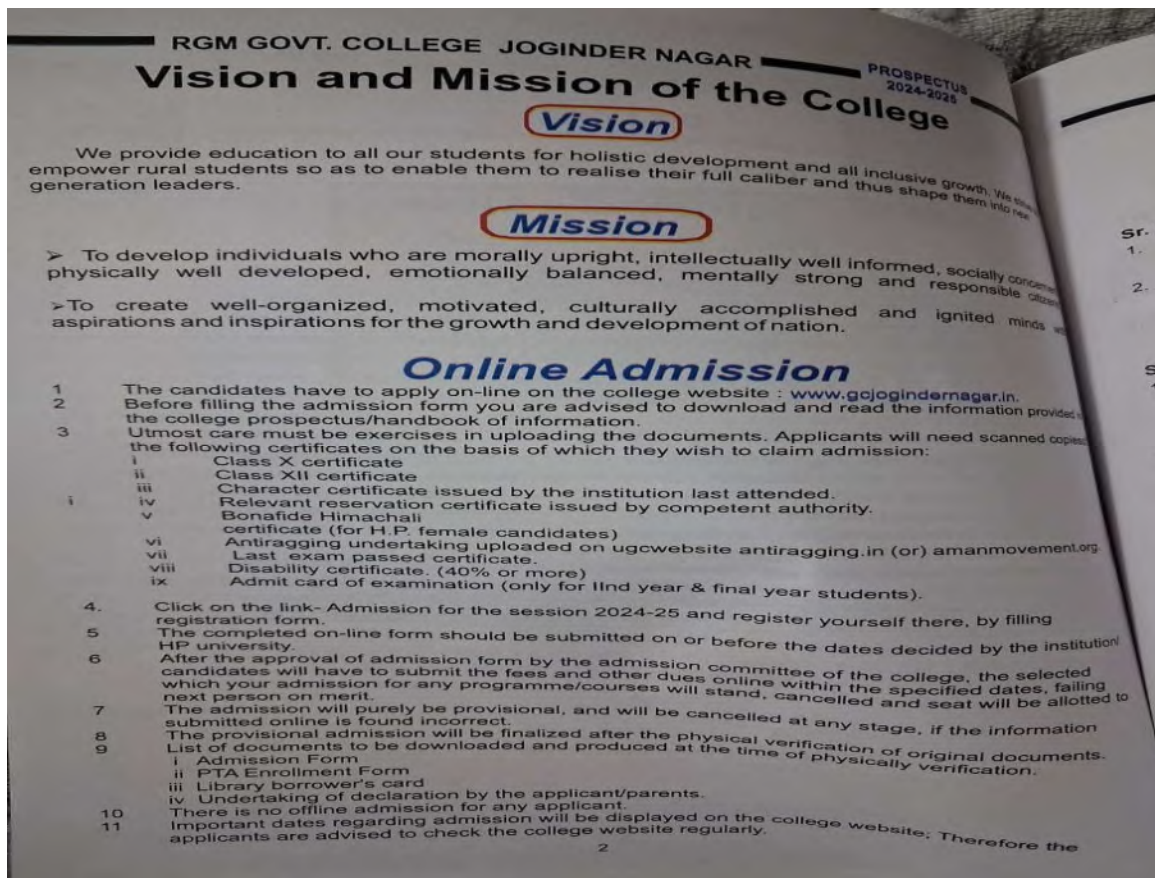 RGM GOVT. COLLEGE JOGINDER NAGAR
PROSPECTUS
2024-2025
Vision and Mission of the College
Vision
We provide education to all our students for holistic development and all inclusive growth. We
empower rural students so as to enable them to realise their full caliber and thus shape them into new
generation leaders.
Mission
➢ To develop individuals who are morally upright, intellectually well informed, socially
physically well developed, emotionally balanced, mentally strong and responsible
➢To create well-organized, motivated, culturally accomplished and ignited minds
aspirations and inspirations for the growth and development of nation.
Online Admission
1 The candidates have to apply on-line on the college website : www.gcjogindernagar.in.
2 Before filling the admission form you are advised to download and read the information provided
the college prospectus/handbook of information.
3 Utmost care must be exercises in uploading the documents. Applicants will need scanned copies
the following certificates on the basis of which they wish to claim admission:
i Class X certificate
ii Class XII certificate
iii Character certificate issued by the institution last attended.
i iv Relevant reservation certificate issued by competent authority.
v Bonafide Himachali
certificate (for H.P. female candidates)
vi Antiragging undertaking uploaded on ugcwebsite antiragging.in (or) amanmovement.org.
vii Last exam passed certificate.
viii Disability certificate. (40% or more)
ix Admit card of examination (only for IInd year & final year students).
4. Click on the link- Admission for the session 2024-25 and register yourself there, by filling
registration form.
5 The completed on-line form should be submitted on or before the dates decided by the institution/
HP university.
6 After the approval of admission form by the admission committee of the college, the selected
candidates will have to submit the fees and other dues online within the specified dates, failing
which your admission for any programme/courses will stand, cancelled and seat will be allotted to
next person on merit.
7 The admission will purely be provisional, and will be cancelled at any stage, if the information
submitted online is found incorrect.
8 The provisional admission will be finalized after the physical verification of original documents.
9 List of documents to be downloaded and produced at the time of physically verification.
i Admission Form
ii PTA Enrollment Form
iii Library borrower's card
iv Undertaking of declaration by the applicant/parents.
10 There is no offline admission for any applicant.
11 Important dates regarding admission will be displayed on the college website; Therefore the
applicants are advised to check the college website regularly.
2
Sr.
1.
2.